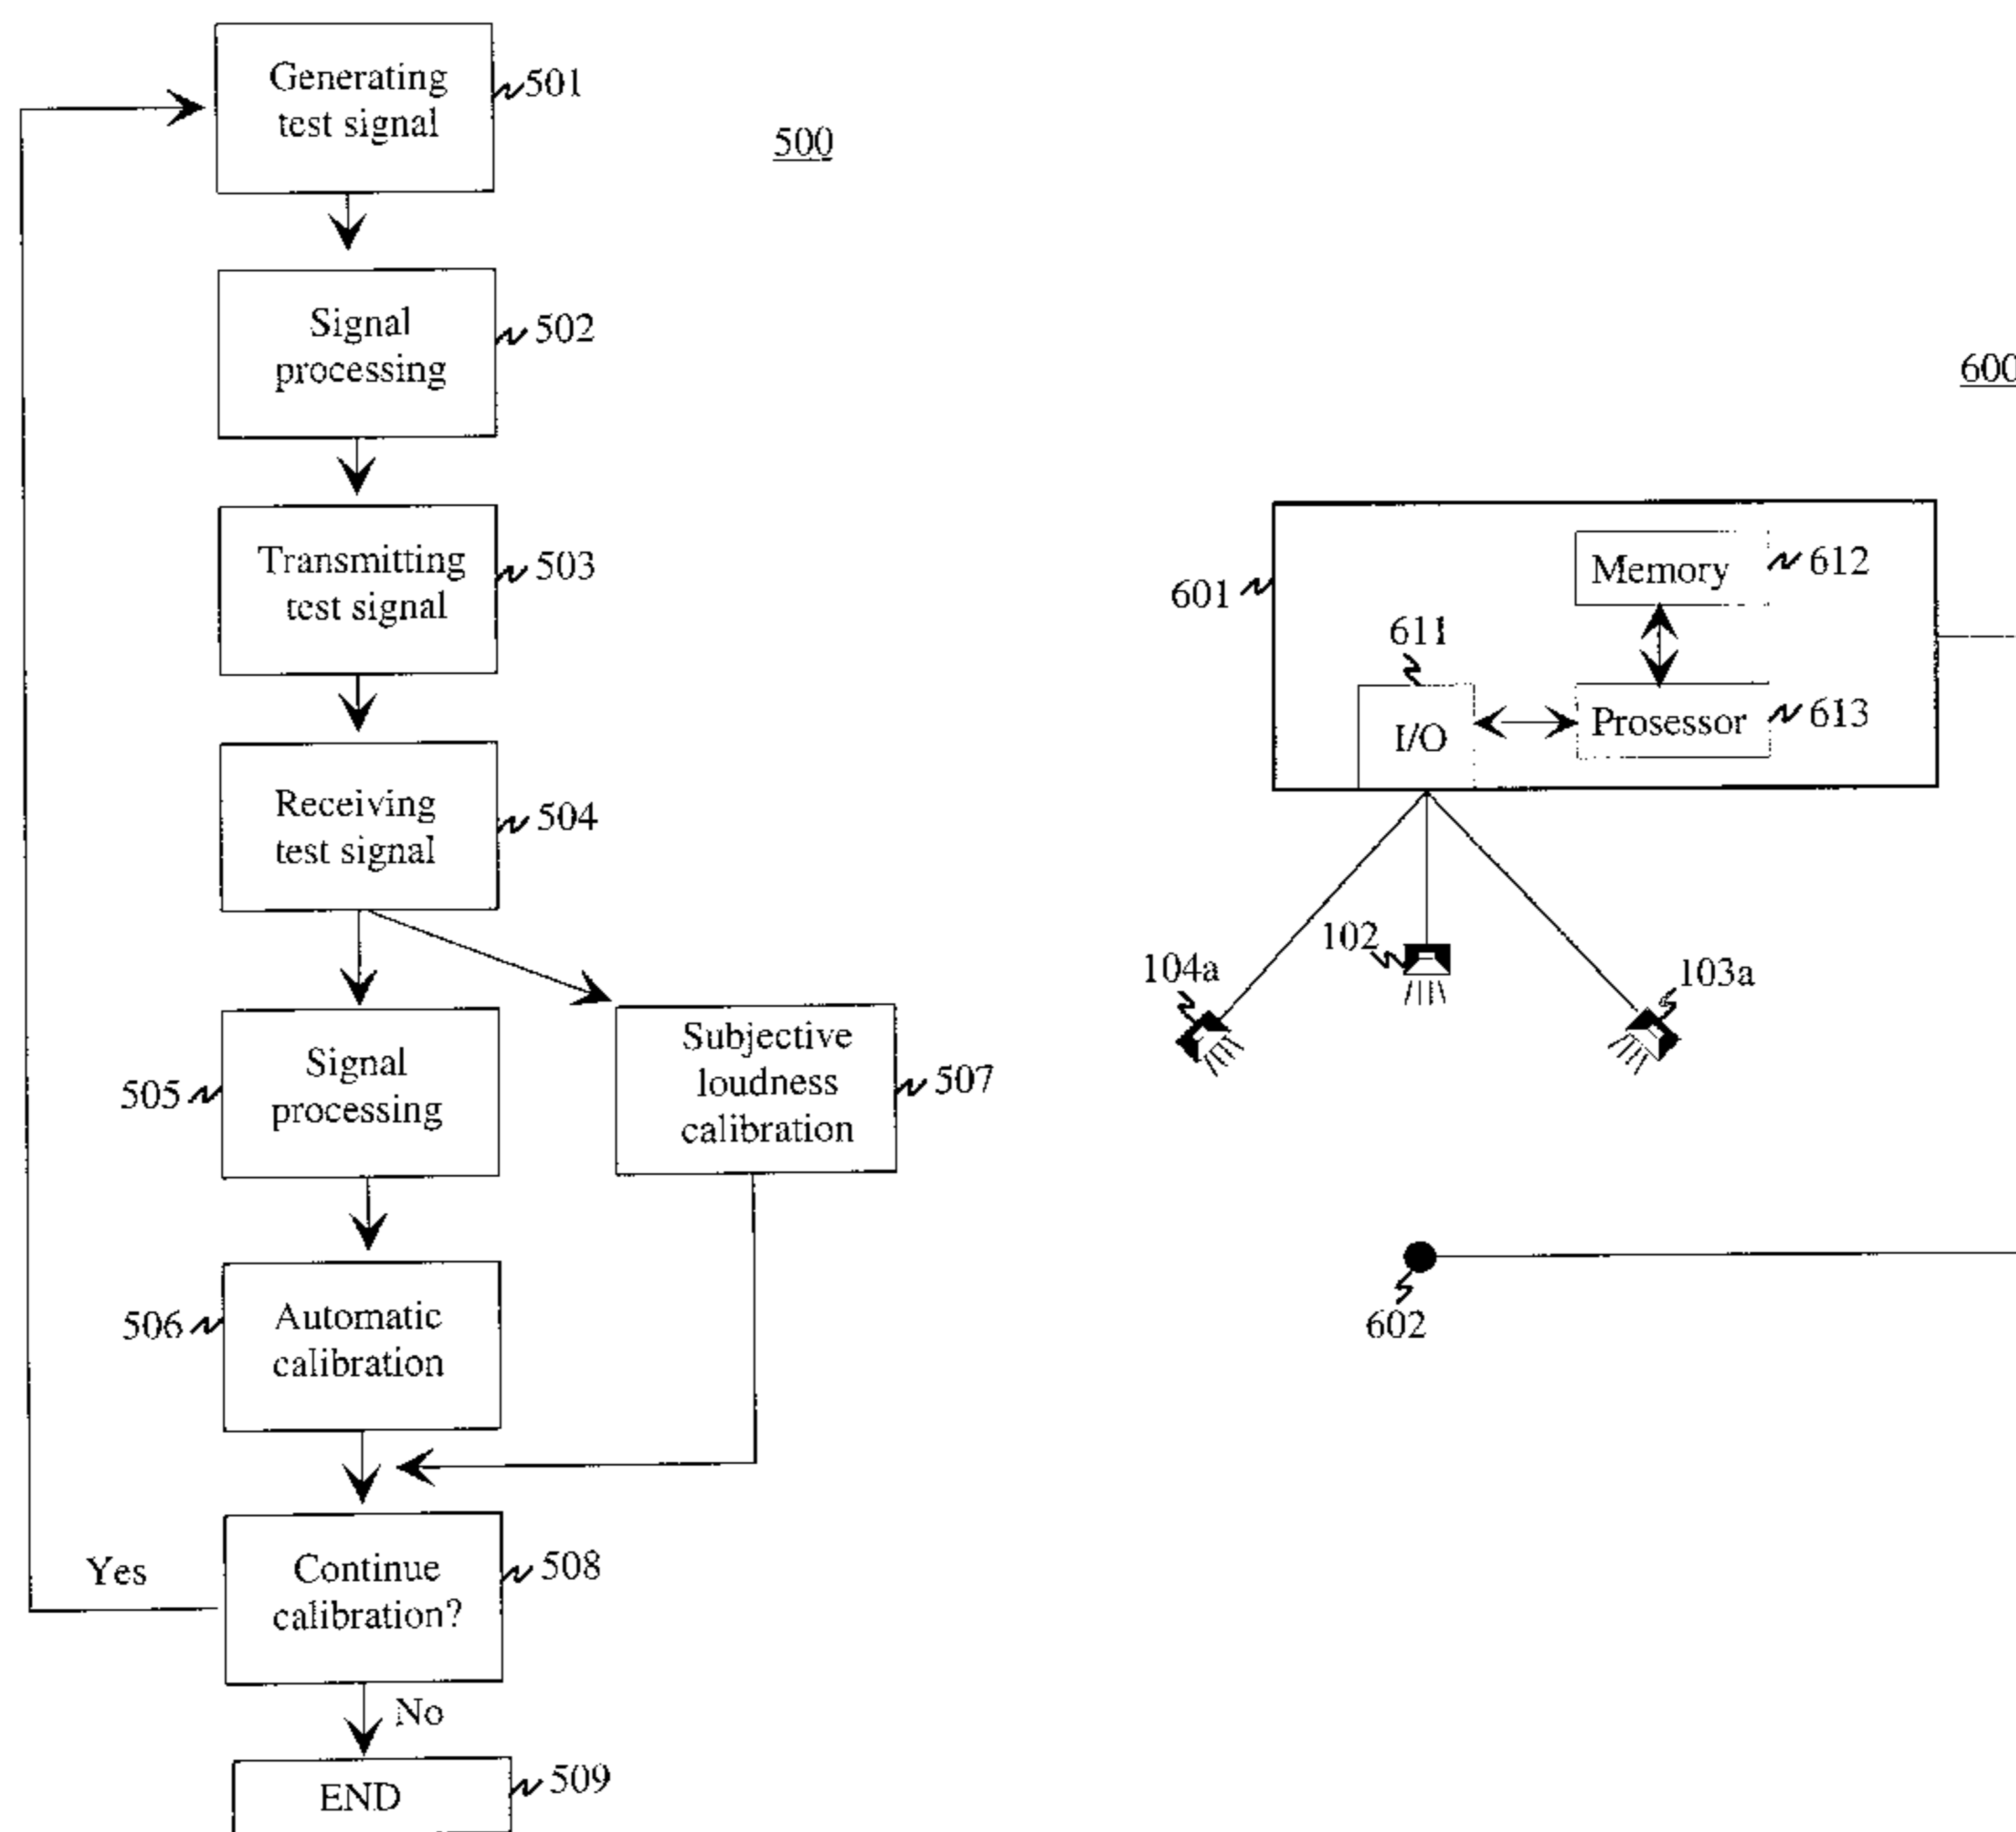 Generating
test signal
501
500
Signal
processing
502
Transmitting
test signal
503
Receiving
test signal
504
Signal
processing
505
Subjective
loudness
calibration
507
Automatic
calibration
506
Continue
calibration?
508
Yes
No
END
509
600
601
Memory
612
611
I/O
Prosessor
613
102
104a
103a
602